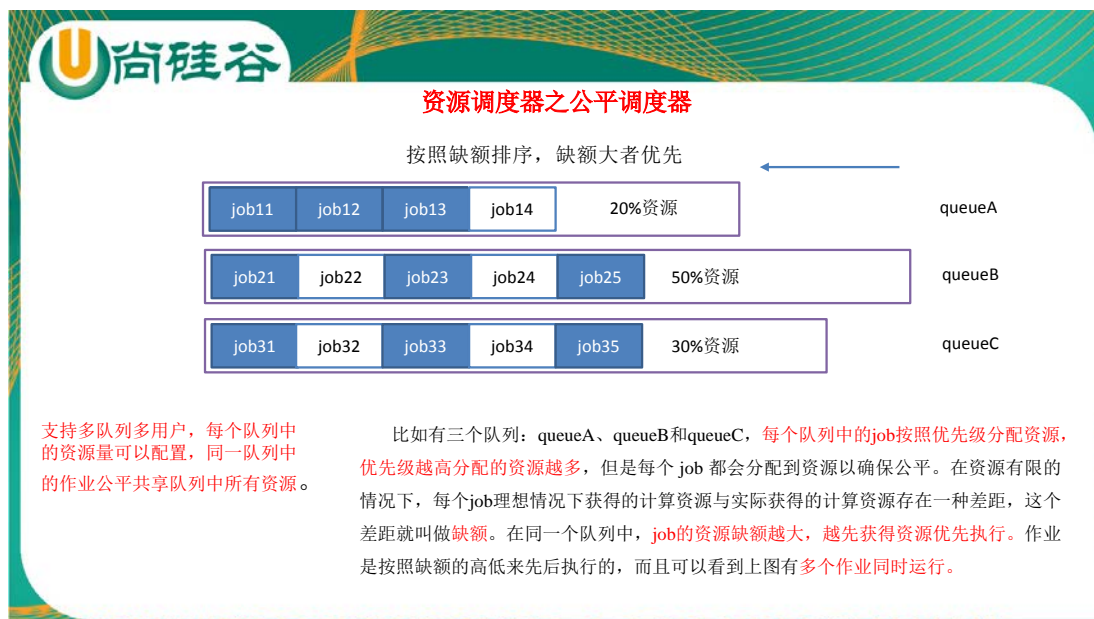 尚硅谷
资源调度器之公平调度器
按照缺额排序，缺额大者优先
job11 job12 job13 job14 20%资源 queueA
job21 job22 job23 job24 job25 50%资源 queueB
job31 job32 job33 job34 job35 30%资源 queueC
支持多队列多用户，每个队列中
的资源量可以配置，同一队列中
的作业公平共享队列中所有资源。
比如有三个队列：queueA、queueB和queueC，每个队列中的job按照优先级分配资源，
优先级越高分配的资源越多，但是每个 job 都会分配到资源以确保公平。在资源有限的
情况下，每个job理想情况下获得的计算资源与实际获得的计算资源存在一种差距，这个
差距就叫做缺额。在同一个队列中，job的资源缺额越大，越先获得资源优先执行。作业
是按照缺额的高低来先后执行的，而且可以看到上图有多个作业同时运行。